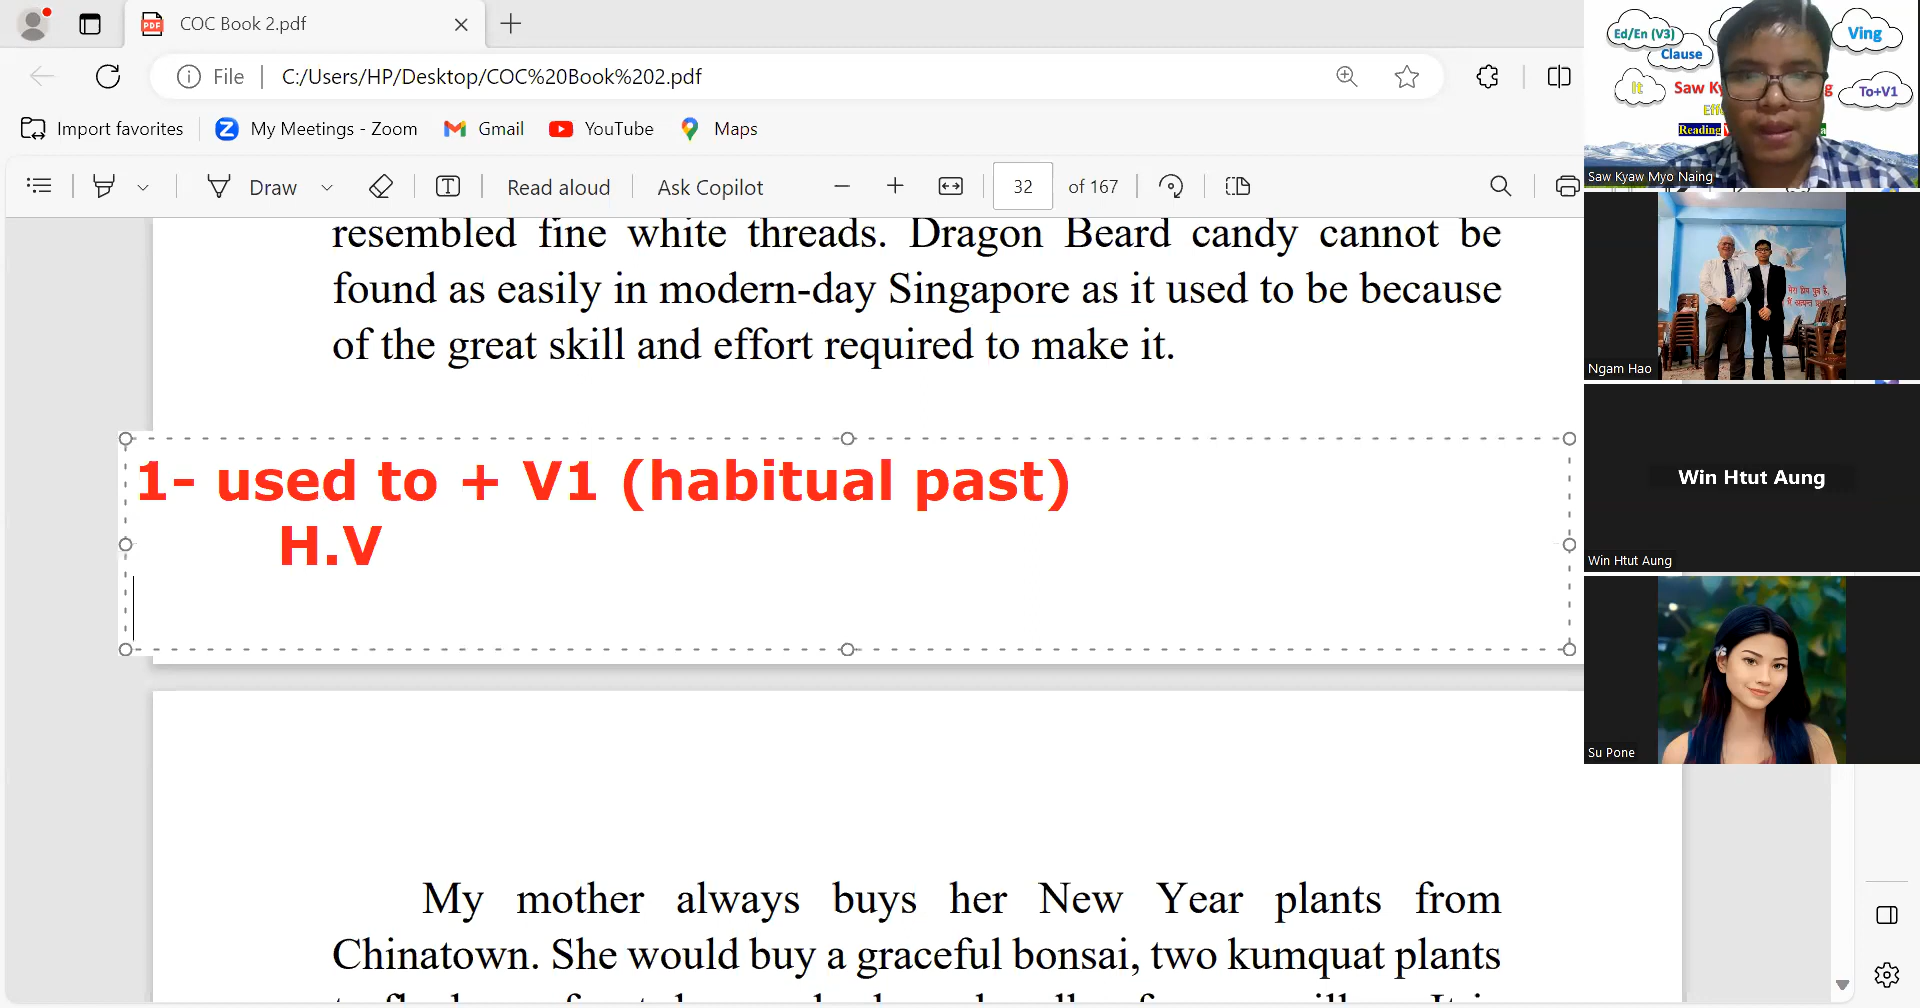 COC Book 2.pdf
File
C:/Users/HP/Desktop/COC%20Book%202.pdf
Import favorites
My Meetings - Zoom
Gmail
YouTube
Maps
Draw
Read aloud
Ask Copilot
32
of 167
resembled fine white threads. Dragon Beard candy cannot be
found as easily in modern-day Singapore as it used to be because
of the great skill and effort required to make it.
1- used to + V1 (habitual past)
H.V
My mother always buys her New Year plants from
Chinatown. She would buy a graceful bonsai, two kumquat plants
Ed/En (V3)
Clause
Ving
It
Saw Ky
g
To+V1
Reading
Saw Kyaw Myo Naing
Ngam Hao
Win Htut Aung
Win Htut Aung
Su Pone